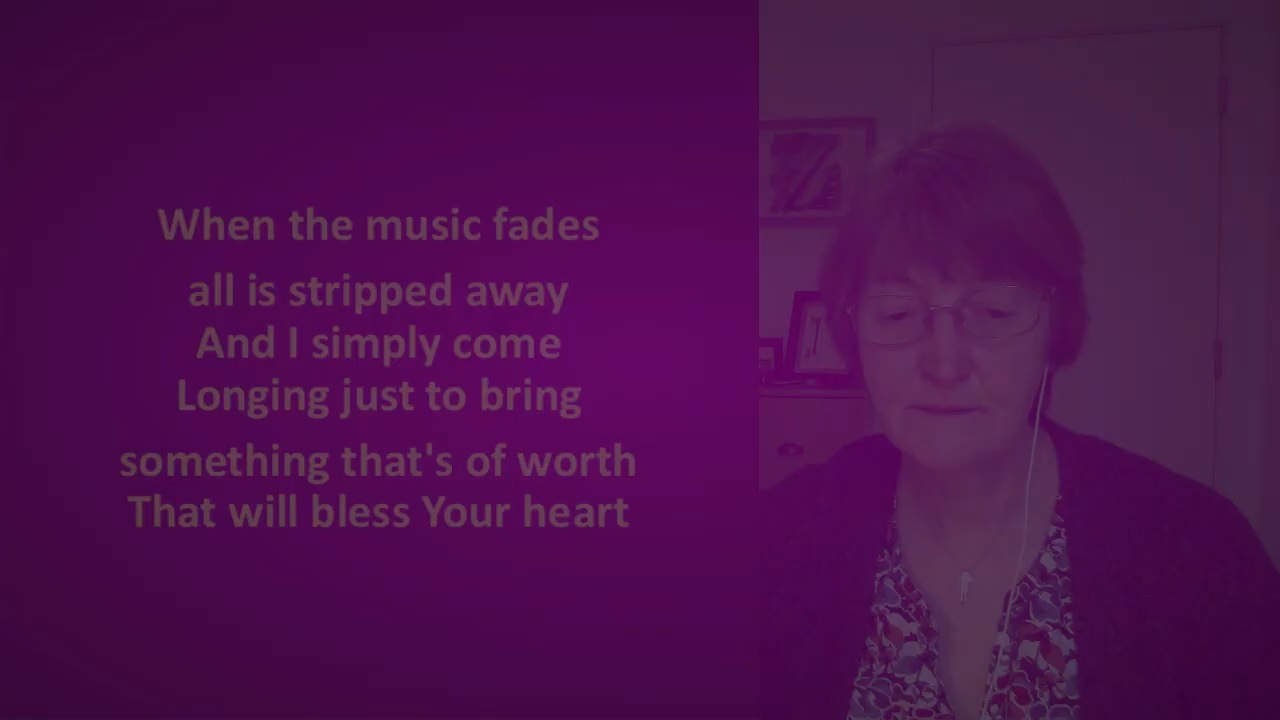 When the music fades
all is stripped away
And I simply come
Longing just to bring
something that's of worth
That will bless Your heart